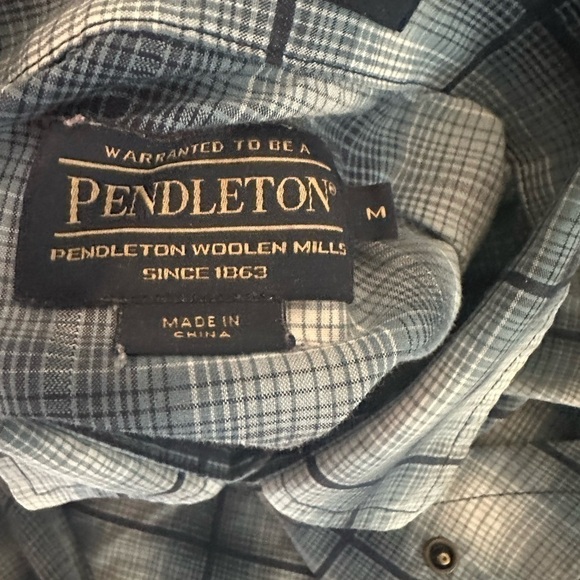 WARRANTED TO BE A
PENDLETON®
M
PENDLETON WOOLEN MILLS
SINCE 1863
MADE IN
CHINA